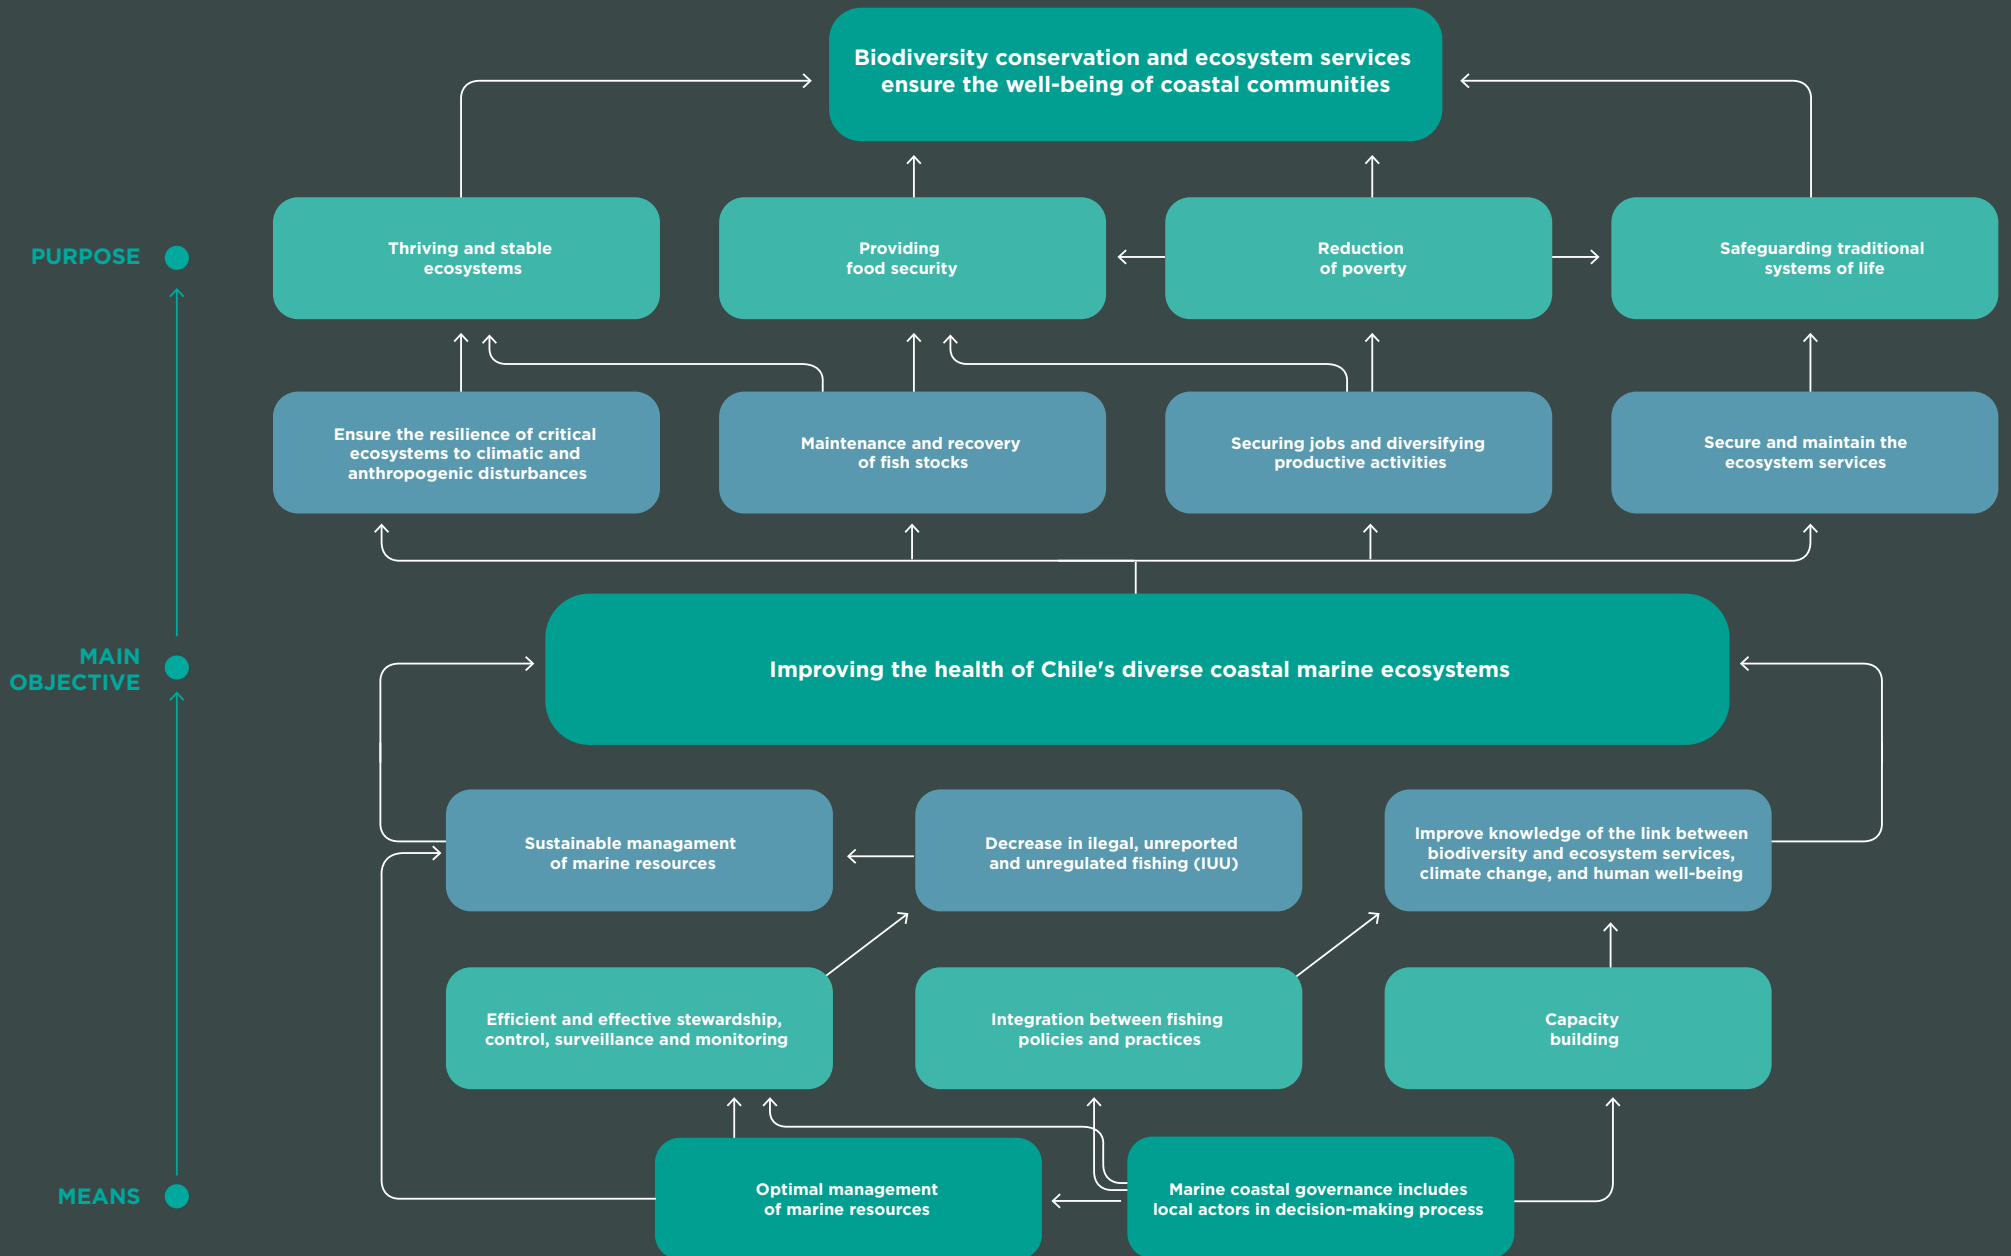 Biodiversity conservation and ecosystem services
ensure the well-being of coastal communities
PURPOSE
Thriving and stable
ecosystems
Providing
food security
Reduction
of poverty
Safeguarding traditional
systems of life
Ensure the resilience of critical
ecosystems to climatic and
anthropogenic disturbances
Maintenance and recovery
of fish stocks
Securing jobs and diversifying
productive activities
Secure and maintain the
ecosystem services
MAIN
OBJECTIVE
Improving the health of Chile's diverse coastal marine ecosystems
Sustainable managament
of marine resources
Decrease in ilegal, unreported
and unregulated fishing (IUU)
Improve knowledge of the link between
biodiversity and ecosystem services,
climate change, and human well-being
Efficient and effective stewardship,
control, surveillance and monitoring
Integration between fishing
policies and practices
Capacity
building
MEANS
Optimal management
of marine resources
Marine coastal governance includes
local actors in decision-making process